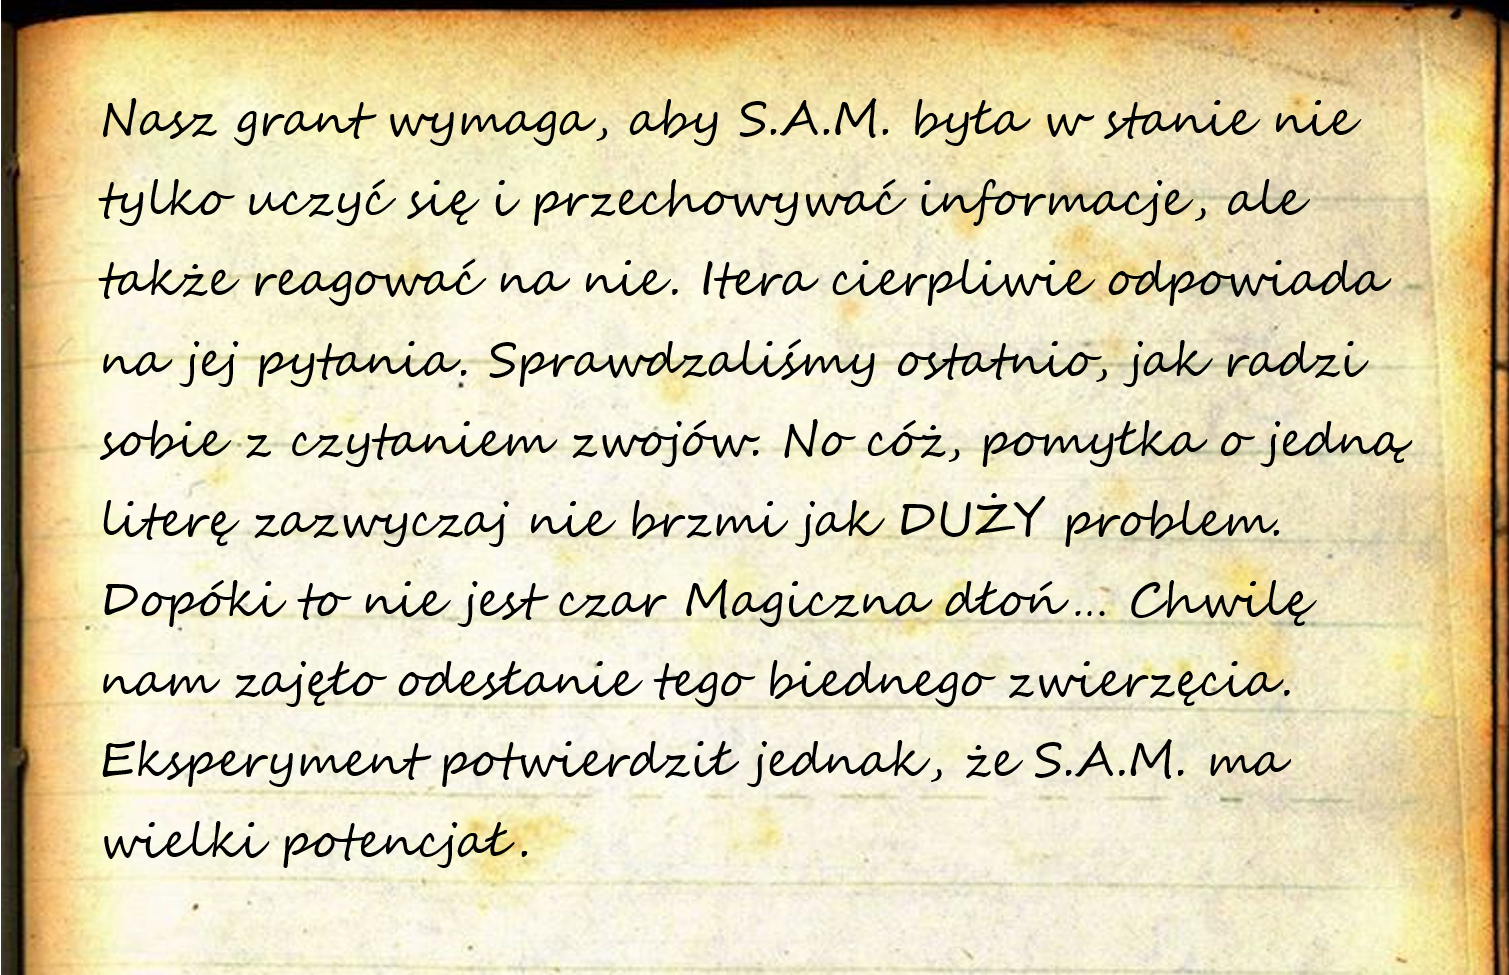 Nasz grant wymaga, aby S.A.M. była w stanie nie
tylko uczyć się i przechowywać informacje, ale
także reagować na nie. Itera cierpliwie odpowiada
na jej pytania. Sprawdzaliśmy ostatnio, jak radzi
sobie z czytaniem zwojów. No cóż, pomyłka o jedną
literę zazwyczaj nie brzmi jak DUŻY problem.
Dopóki to nie jest czar Magiczna dłoń... Chwilę
nam zajęło odesłanie tego biednego zwierzęcia.
Eksperyment potwierdził jednak, że S.A.M. ma
wielki potencjał.